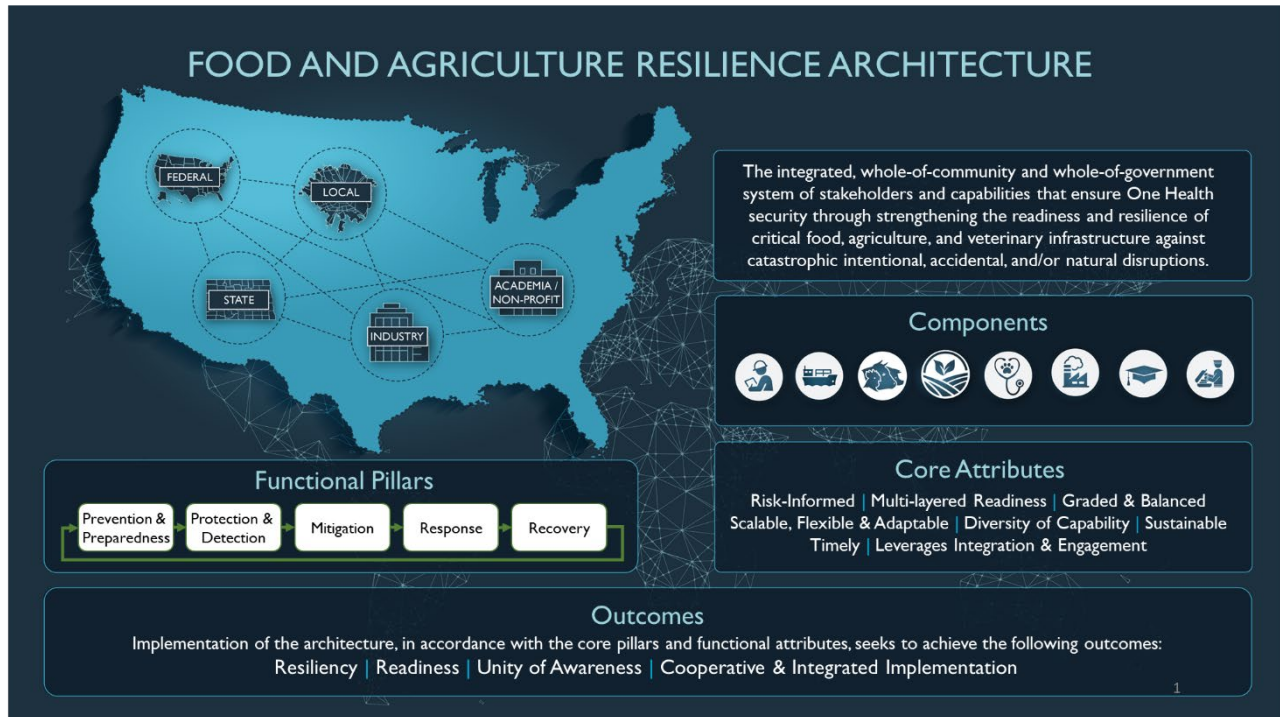 FOOD AND AGRICULTURE RESILIENCE ARCHITECTURE
FEDERAL
LOCAL
STATE
INDUSTRY
ACADEMIA /
NON-PROFIT
The integrated, whole-of-community and whole-of-government
system of stakeholders and capabilities that ensure One Health
security through strengthening the readiness and resilience of
critical food, agriculture, and veterinary infrastructure against
catastrophic intentional, accidental, and/or natural disruptions.
Components
Functional Pillars
Prevention &
Preparedness
Protection &
Detection
Mitigation
Response
Recovery
Core Attributes
Risk-Informed | Multi-layered Readiness | Graded & Balanced
Scalable, Flexible & Adaptable | Diversity of Capability | Sustainable
Timely | Leverages Integration & Engagement
Outcomes
Implementation of the architecture, in accordance with the core pillars and functional attributes, seeks to achieve the following outcomes:
Resiliency | Readiness | Unity of Awareness | Cooperative & Integrated Implementation
1